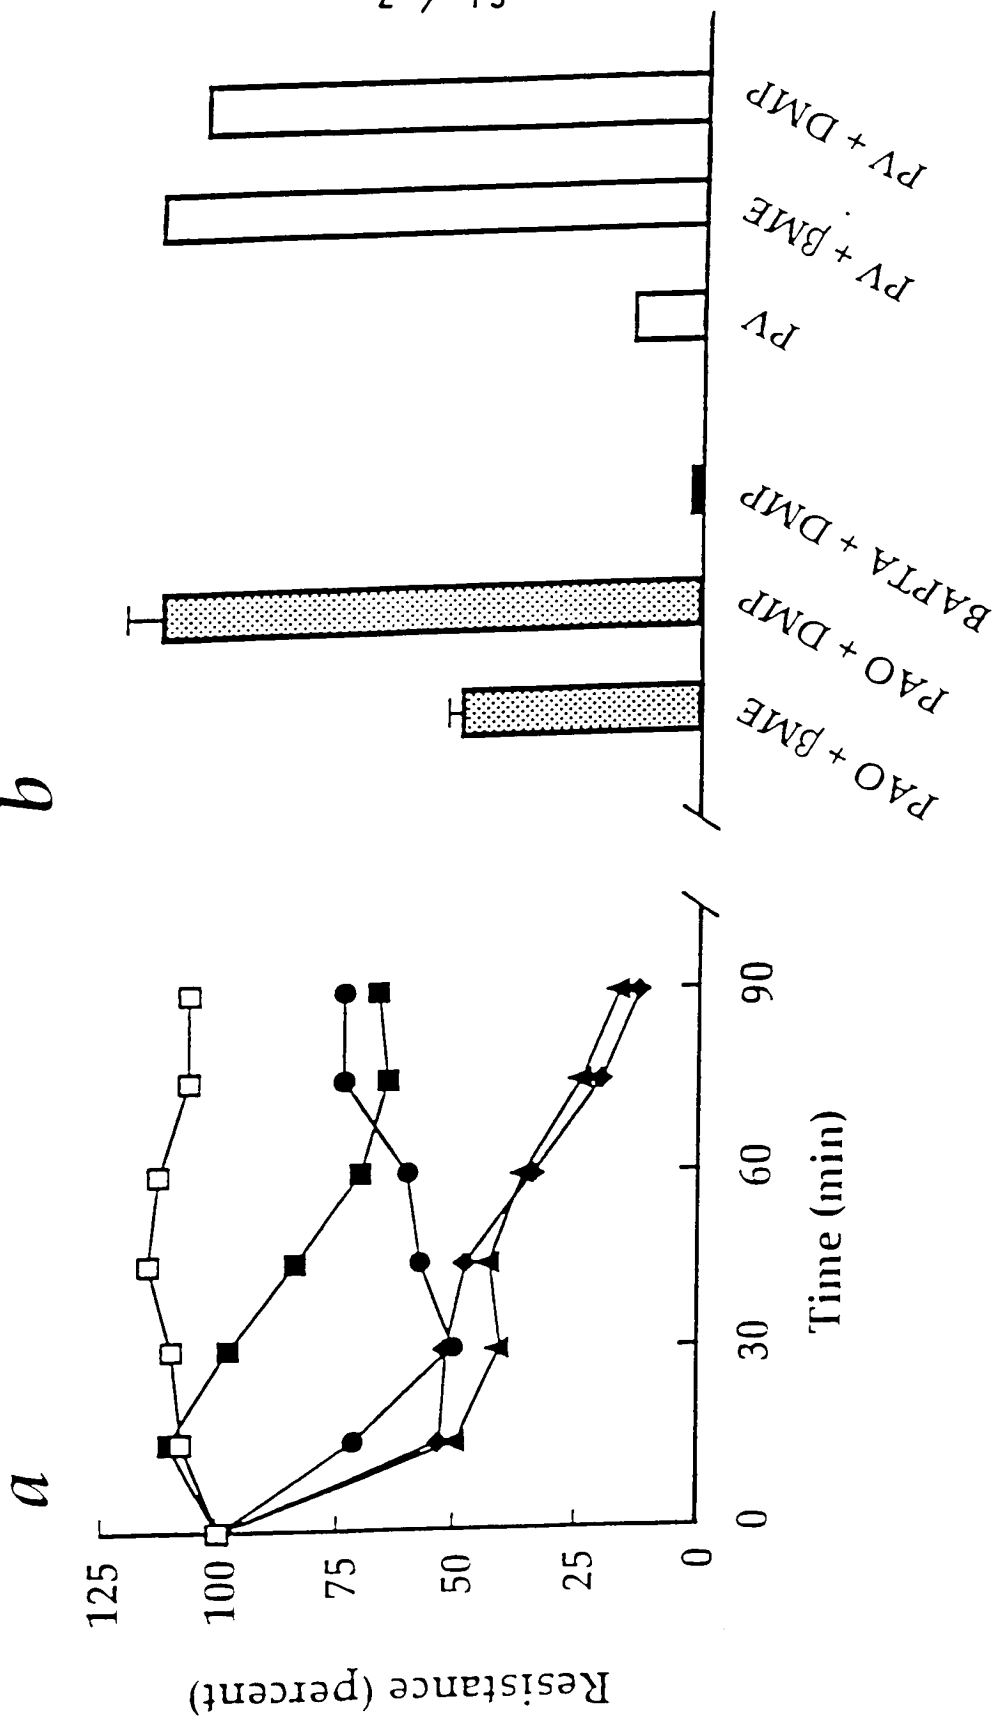 a
b
125
100
75
50
25
0
Resistance (percent)
0
30
60
90
Time (min)
PAO + βME
PAO + DMP
BAPTA + DMP
PV
PV + βME
PV + DMP